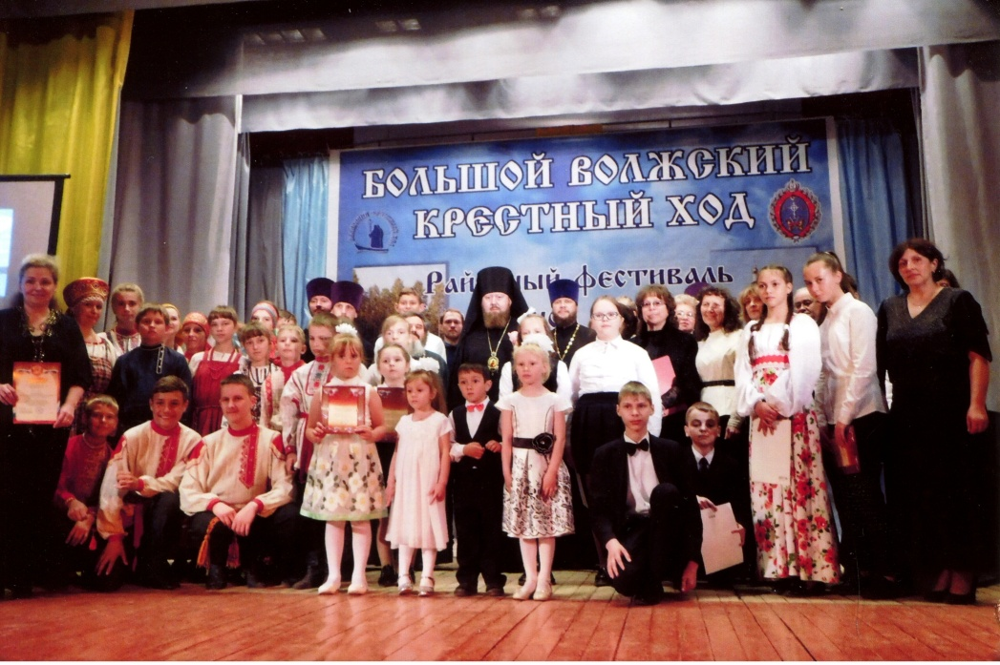 БОЛЬШОЙ ВОЛЖСКИЙ
КРЕСТНЫЙ ХОД
Районный фестиваль